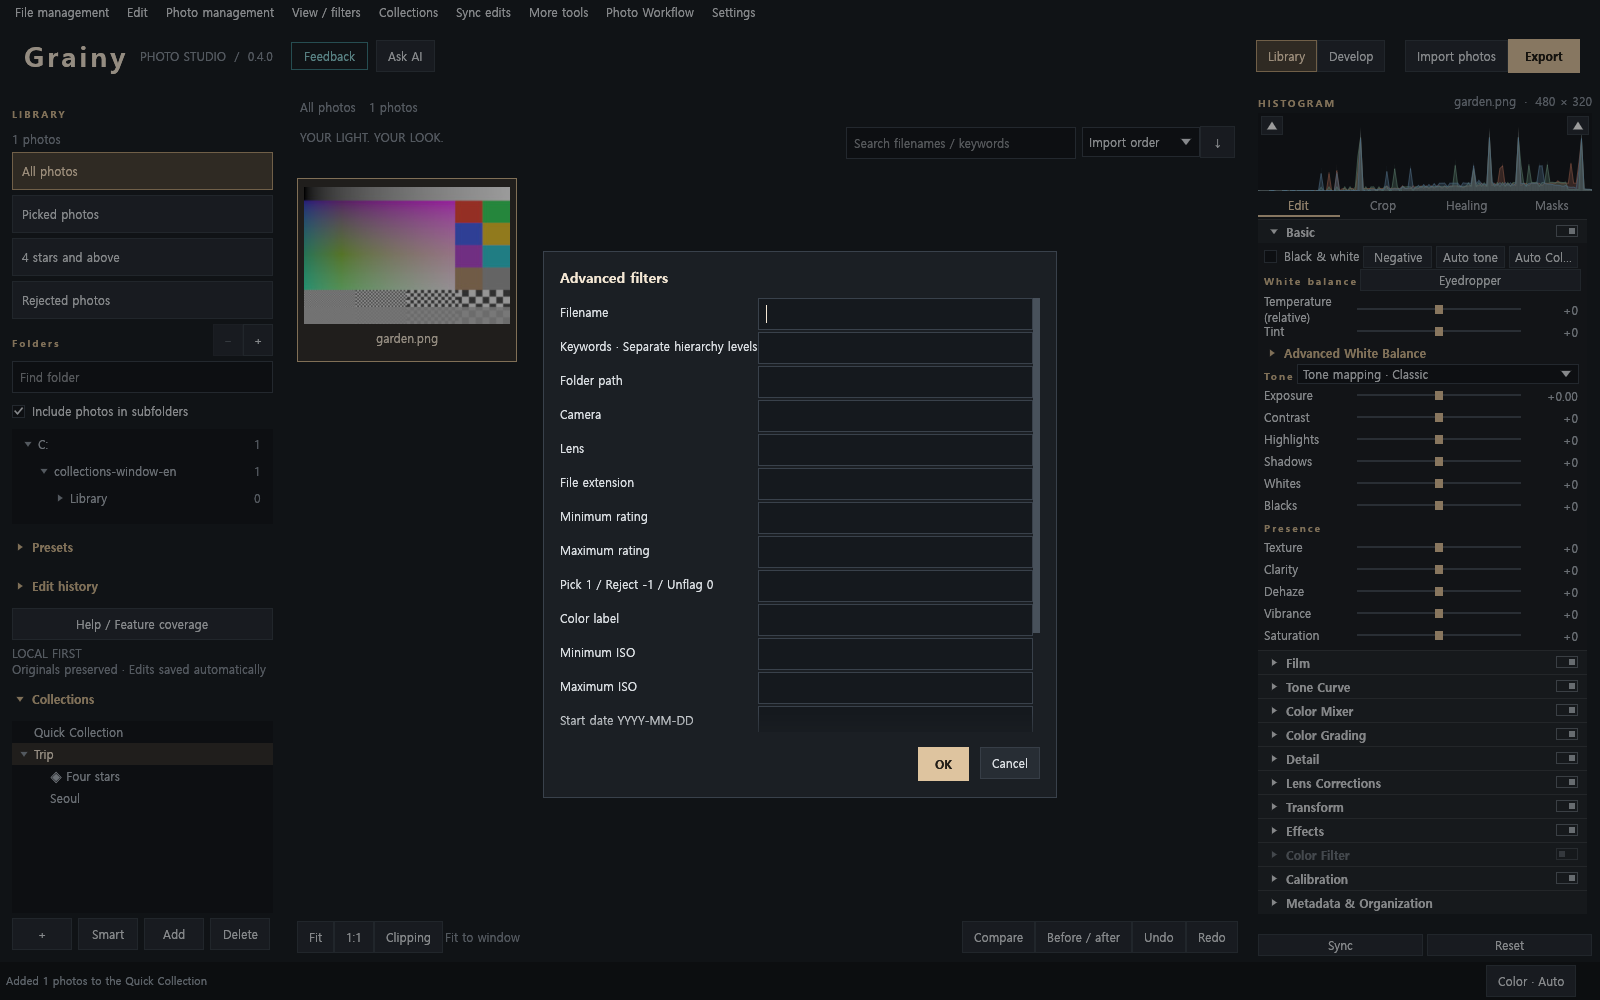 File management Edit Photo management View / filters Collections Sync edits More tools Photo Workflow Settings
Grainy PHOTO STUDIO / 0.4.0 Feedback Ask AI Library Develop Import photos Export
LIBRARY
1 photos
All photos
Picked photos
4 stars and above
Rejected photos
Folders − +
Find folder
Include photos in subfolders
C: 1
collections-window-en 1
Library 0
Presets
Edit history
Help / Feature coverage
LOCAL FIRST
Originals preserved · Edits saved automatically
Collections
Quick Collection
Trip
Four stars
Seoul
+ Smart Add Delete
All photos 1 photos
YOUR LIGHT. YOUR LOOK.
Search filenames / keywords Import order ↓
garden.png
Advanced filters
Filename
Keywords · Separate hierarchy levels
Folder path
Camera
Lens
File extension
Minimum rating
Maximum rating
Pick 1 / Reject -1 / Unflag 0
Color label
Minimum ISO
Maximum ISO
Start date YYYY-MM-DD
OK Cancel
Fit 1:1 Clipping Fit to window Compare Before / after Undo Redo
HISTOGRAM garden.png · 480 × 320
Edit Crop Healing Masks
Basic
Black & white Negative Auto tone Auto Col...
White balance Eyedropper
Temperature (relative) +0
Tint +0
Advanced White Balance
Tone Tone mapping · Classic
Exposure +0.00
Contrast +0
Highlights +0
Shadows +0
Whites +0
Blacks +0
Presence
Texture +0
Clarity +0
Dehaze +0
Vibrance +0
Saturation +0
Film
Tone Curve
Color Mixer
Color Grading
Detail
Lens Corrections
Transform
Effects
Color Filter
Calibration
Metadata & Organization
Sync Reset
Added 1 photos to the Quick Collection Color · Auto